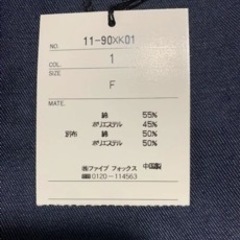 NO. 11-90XK01
COL. 1
SIZE F
MATE.
綿 55%
ポリエステル 45%
別布 綿 50%
ポリエステル 50%
㈱ファイブ フォックス 中国製
☎0120-114563